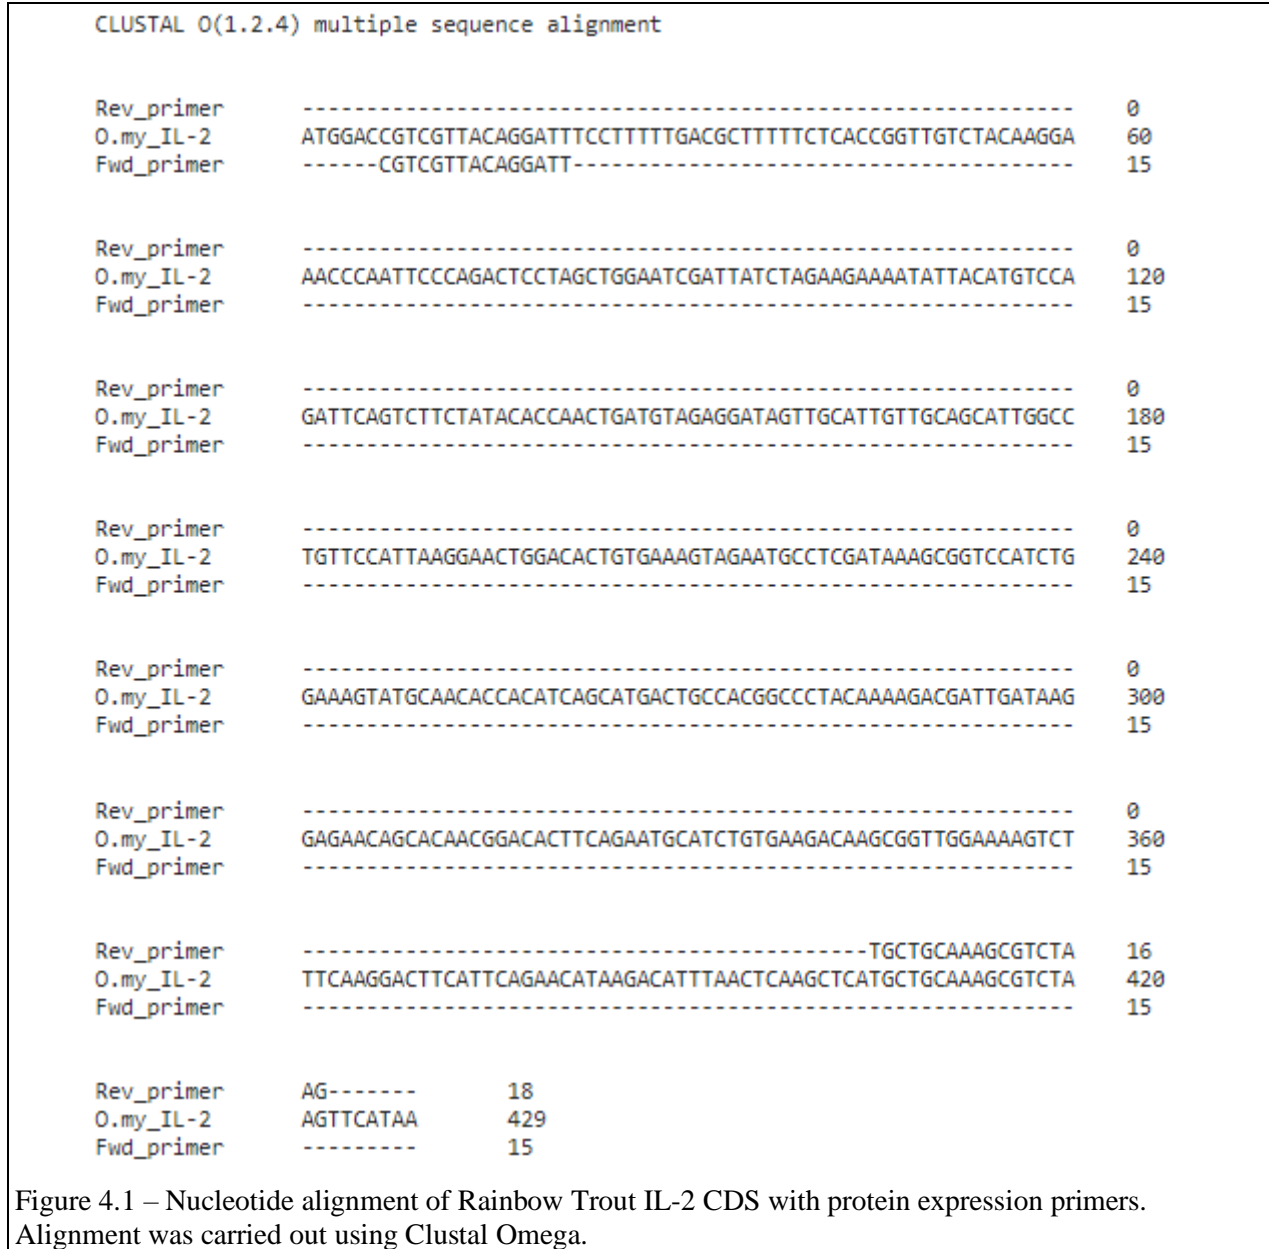 CLUSTAL O(1.2.4) multiple sequence alignment
Rev_primer ------------------------------------------------------------ 0
O.my_IL-2 ATGGACCGTCGTTACAGGATTTCCTTTTTGACGCTTTTTCTCACCGGTTGTCTACAAGGA 60
Fwd_primer ------CGTCGTTACAGGATT--------------------------------------- 15
Rev_primer ------------------------------------------------------------ 0
O.my_IL-2 AACCCAATTCCCAGACTCCTAGCTGGAATCGATTATCTAGAAGAAAATATTACATGTCCA 120
Fwd_primer ------------------------------------------------------------ 15
Rev_primer ------------------------------------------------------------ 0
O.my_IL-2 GATTCAGTCTTCTATACACCAACTGATGTAGAGGATAGTTGCATTGTTGCAGCATTGGCC 180
Fwd_primer ------------------------------------------------------------ 15
Rev_primer ------------------------------------------------------------ 0
O.my_IL-2 TGTTCCATTAAGGAACTGGACACTGTGAAAGTAGAATGCCTCGATAAAGCGGTCCATCTG 240
Fwd_primer ------------------------------------------------------------ 15
Rev_primer ------------------------------------------------------------ 0
O.my_IL-2 GAAAGTATGCAACACCACATCAGCATGACTGCCACGGCCCTACAAAAGACGATTGATAAG 300
Fwd_primer ------------------------------------------------------------ 15
Rev_primer ------------------------------------------------------------ 0
O.my_IL-2 GAGAACAGCACAACGGACACTTCAGAATGCATCTGTGAAGACAAGCGGTTGGAAAAGTCT 360
Fwd_primer ------------------------------------------------------------ 15
Rev_primer --------------------------------------------TGCTGCAAAGCGTCTA 16
O.my_IL-2 TTCAAGGACTTCATTCAGAACATAAGACATTTAACTCAAGCTCATGCTGCAAAGCGTCTA 420
Fwd_primer ------------------------------------------------------------ 15
Rev_primer AG------- 18
O.my_IL-2 AGTTCATAA 429
Fwd_primer --------- 15
Figure 4.1 – Nucleotide alignment of Rainbow Trout IL-2 CDS with protein expression primers.
Alignment was carried out using Clustal Omega.